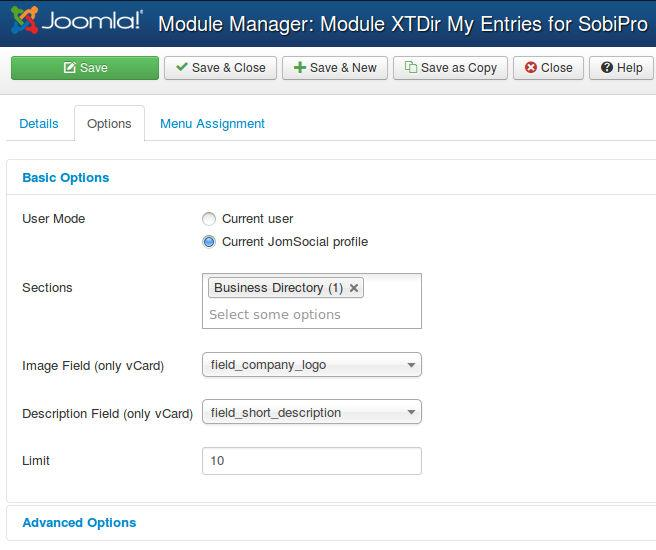 Joomla!® Module Manager: Module XTDir My Entries for SobiPro
Save Save & Close Save & New Save as Copy Close Help
Details Options Menu Assignment
Basic Options
User Mode Current user
Current JomSocial profile
Sections Business Directory (1)
Select some options
Image Field (only vCard) field_company_logo
Description Field (only vCard) field_short_description
Limit 10
Advanced Options